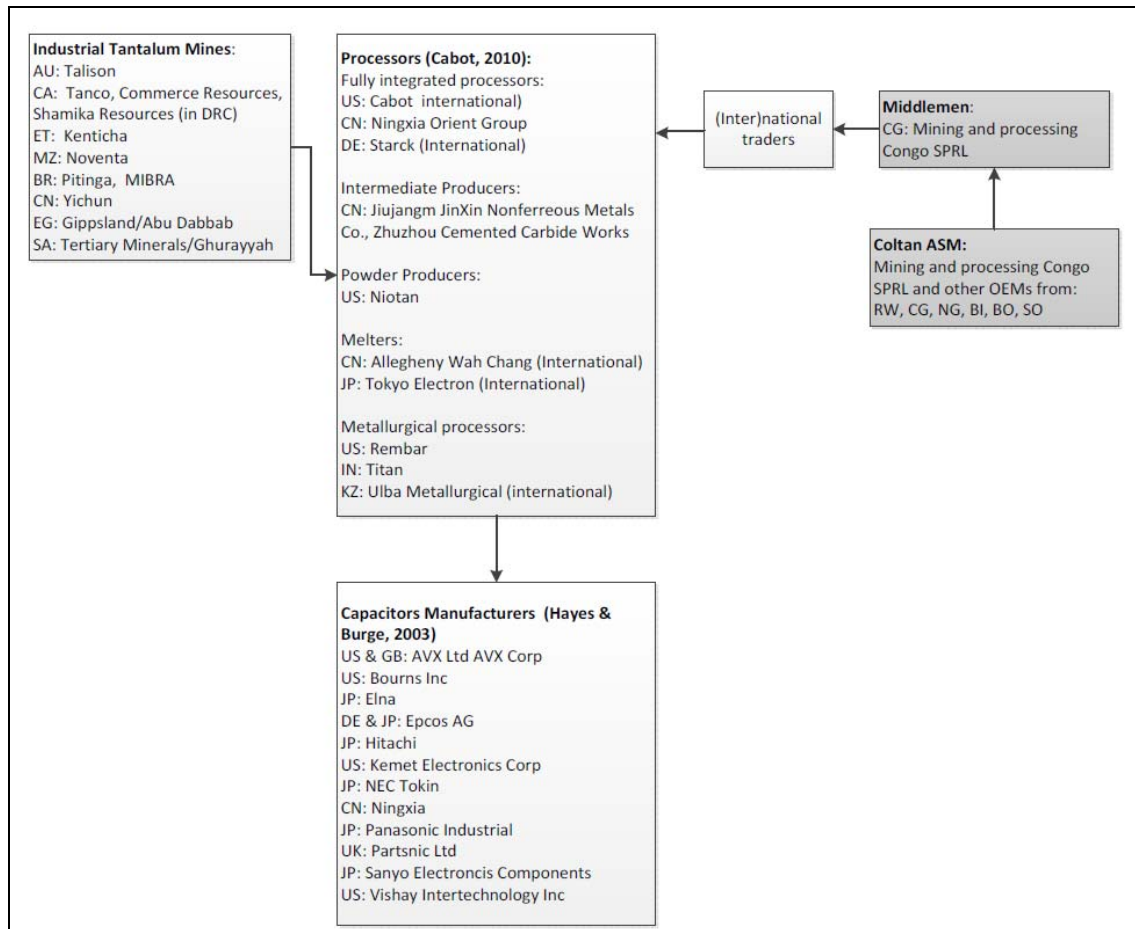 Industrial Tantalum Mines:
AU: Talison
CA:  Tanco, Commerce Resources,
Shamika Resources (in DRC)
ET:  Kenticha
MZ: Noventa
BR: Pitinga,  MIBRA
CN: Yichun
EG: Gippsland/Abu Dabbab
SA: Tertiary Minerals/Ghurayyah
Processors (Cabot, 2010):
Fully integrated processors:
US: Cabot  international)
CN: Ningxia Orient Group
DE: Starck (International)
Intermediate Producers:
CN: Jiujangm JinXin Nonferreous Metals
Co., Zhuzhou Cemented Carbide Works
Powder Producers:
US: Niotan
Melters:
CN: Allegheny Wah Chang (International)
JP: Tokyo Electron (International)
Metallurgical processors:
US: Rembar
IN: Titan
KZ: Ulba Metallurgical (international)
(Inter)national
traders
Middlemen:
CG: Mining and processing
Congo SPRL
Coltan ASM:
Mining and processing Congo
SPRL and other OEMs from:
RW, CG, NG, BI, BO, SO
Capacitors Manufacturers  (Hayes &
Burge, 2003)
US & GB: AVX Ltd AVX Corp
US: Bourns Inc
JP: Elna
DE & JP: Epcos AG
JP: Hitachi
US: Kemet Electronics Corp
JP: NEC Tokin
CN: Ningxia
JP: Panasonic Industrial
UK: Partsnic Ltd
JP: Sanyo Electroncis Components
US: Vishay Intertechnology Inc